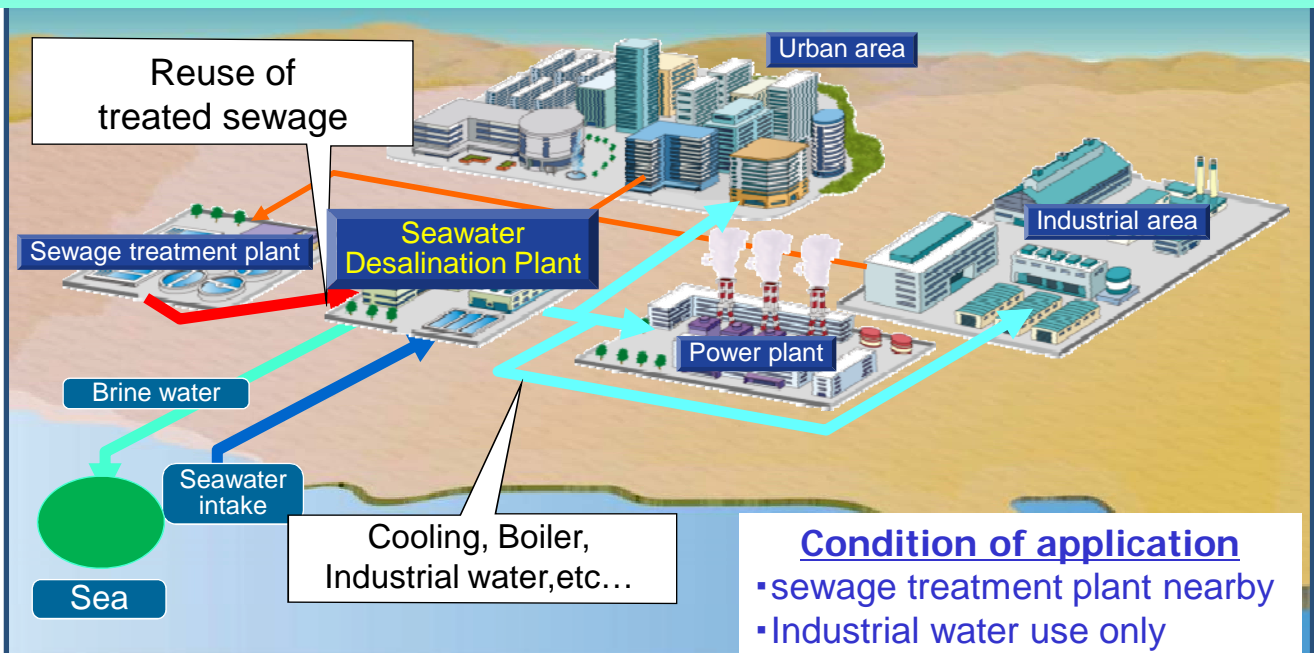 Reuse of
treated sewage
Urban area
Sewage treatment plant
Seawater
Desalination Plant
Industrial area
Power plant
Brine water
Seawater
intake
Cooling, Boiler,
Industrial water,etc…
Sea
Condition of application
･sewage treatment plant nearby
･Industrial water use only